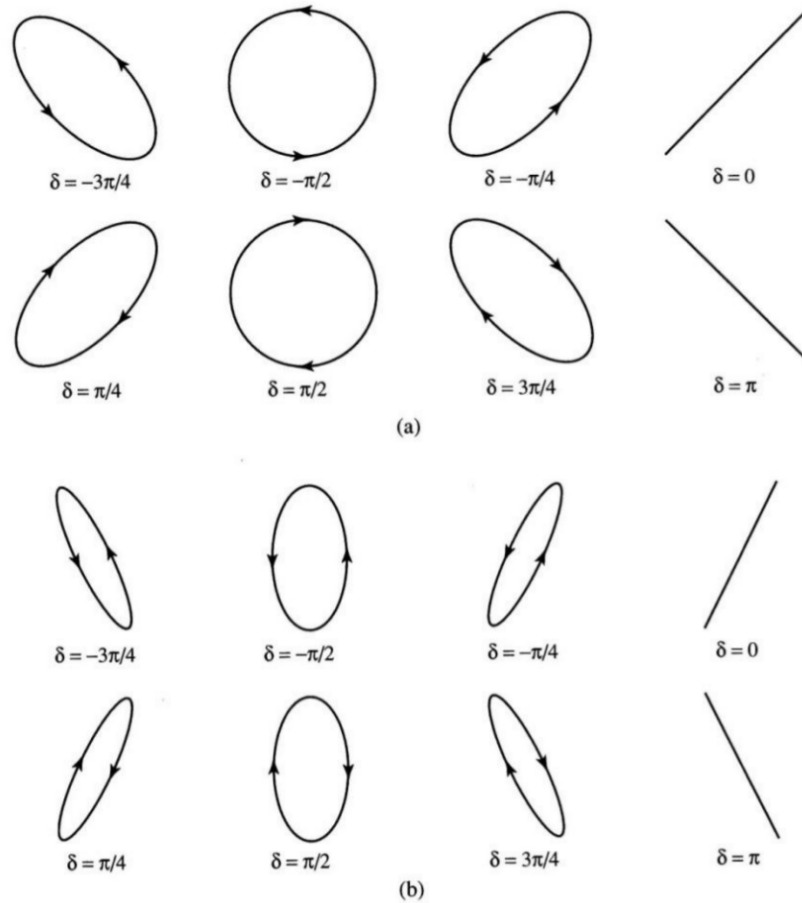 δ = −3π/4 δ = −π/2 δ = −π/4 δ = 0
δ = π/4 δ = π/2 δ = 3π/4 δ = π
(a)
δ = −3π/4 δ = −π/2 δ = −π/4 δ = 0
δ = π/4 δ = π/2 δ = 3π/4 δ = π
(b)